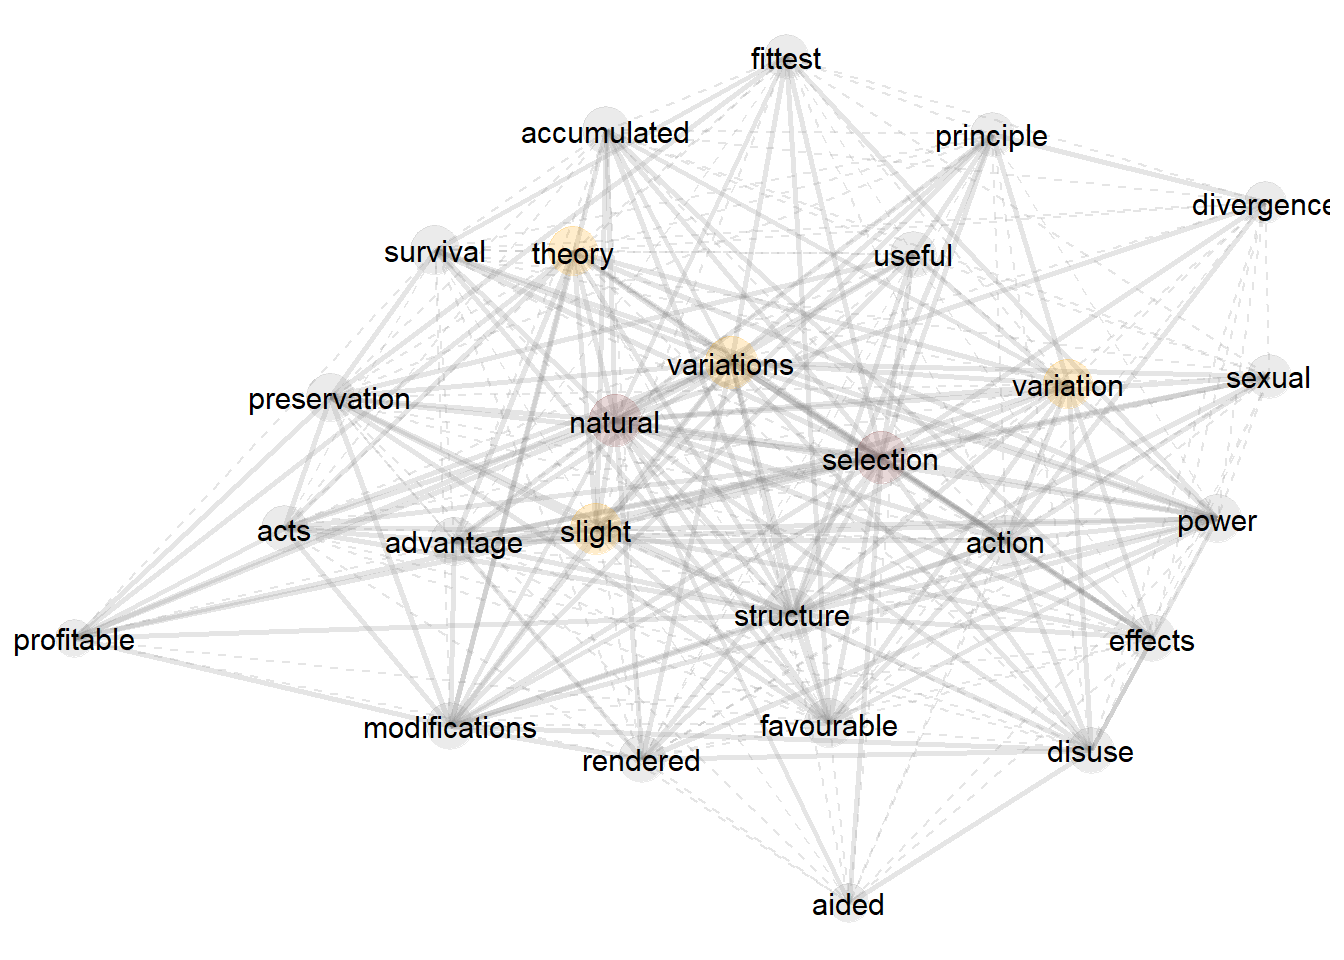 fittest
accumulated
principle
divergence
survival
theory
useful
variations
variation
sexual
preservation
natural
selection
acts
advantage
slight
action
power
structure
profitable
effects
modifications
favourable
rendered
disuse
aided